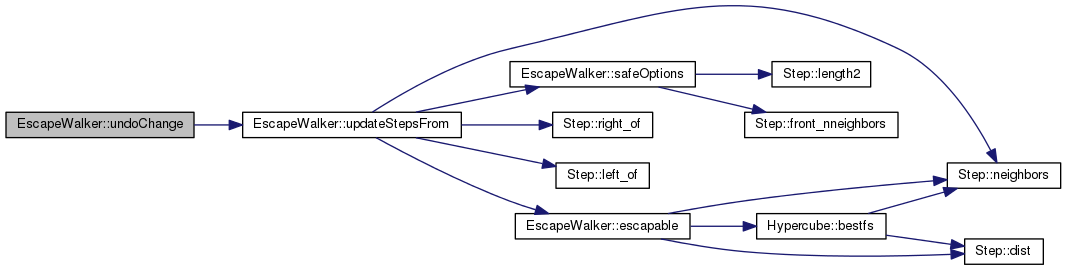 EscapeWalker::undoChange
EscapeWalker::updateStepsFrom
EscapeWalker::safeOptions
Step::length2
Step::front_nneighbors
Step::right_of
Step::left_of
Step::neighbors
EscapeWalker::escapable
Hypercube::bestfs
Step::dist